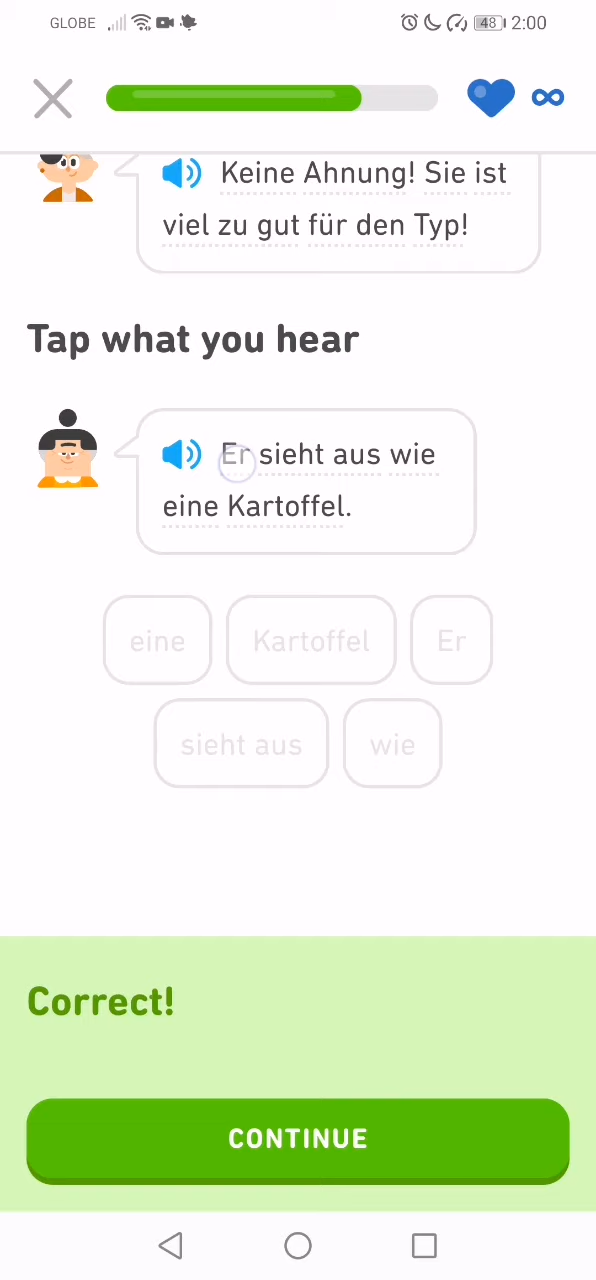 GLOBE 48 2:00
Keine Ahnung! Sie ist
viel zu gut für den Typ!
Tap what you hear
Er sieht aus wie
eine Kartoffel.
eine Kartoffel Er
sieht aus wie
Correct!
CONTINUE